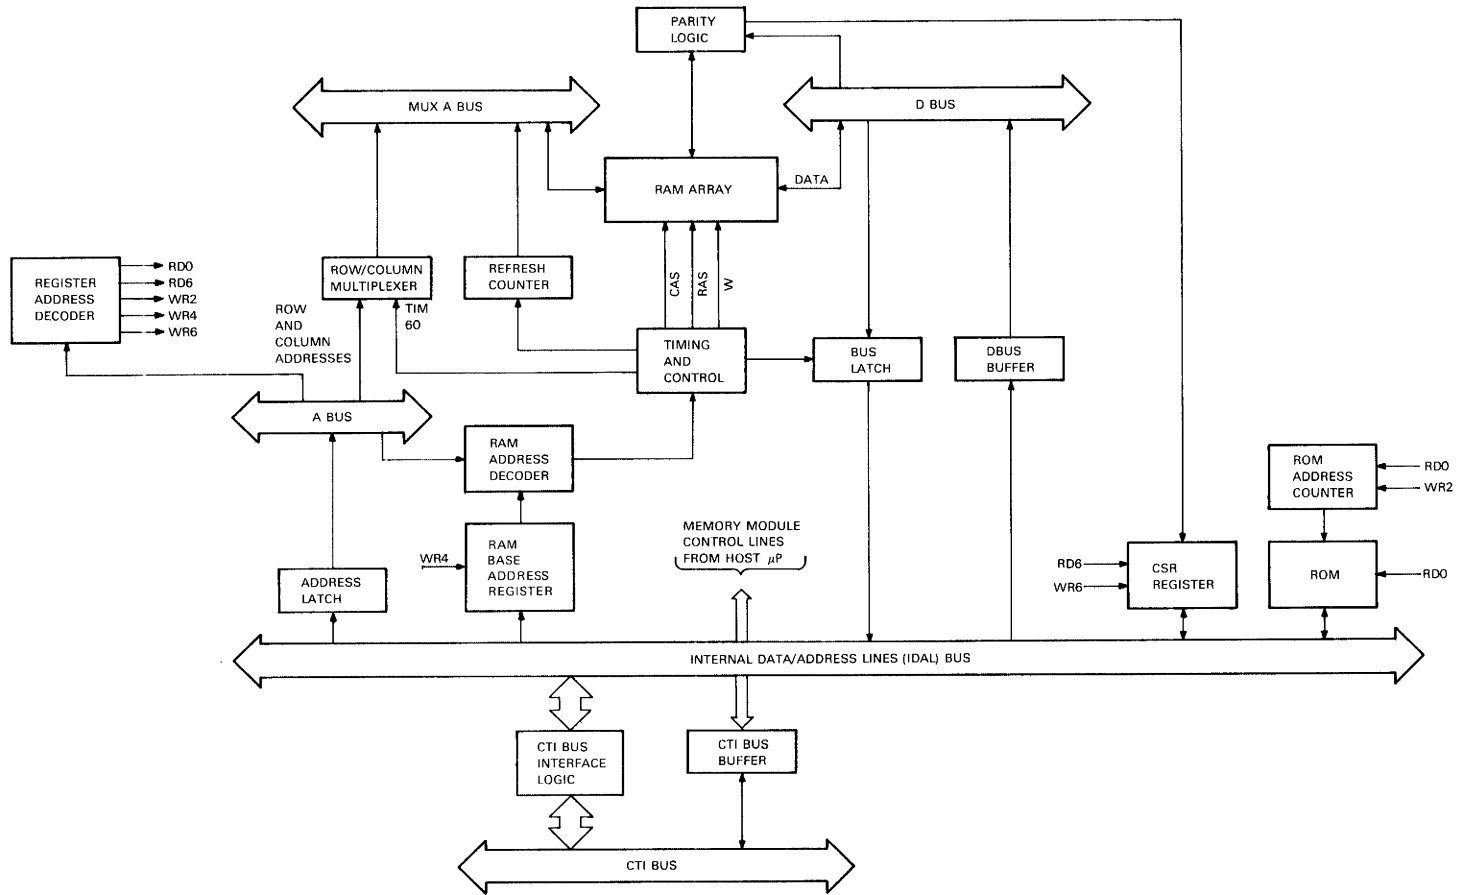 PARITY
LOGIC
MUX A BUS
D BUS
RAM ARRAY
DATA
REGISTER
ADDRESS
DECODER
RD0
RD6
WR2
WR4
WR6
ROW/COLUMN
MULTIPLEXER
REFRESH
COUNTER
CAS
RAS
W
ROW
AND
COLUMN
ADDRESSES
TIM
60
TIMING
AND
CONTROL
BUS
LATCH
DBUS
BUFFER
A BUS
RAM
ADDRESS
DECODER
ROM
ADDRESS
COUNTER
RD0
WR2
MEMORY MODULE
CONTROL LINES
FROM HOST μP
WR4
RAM
BASE
ADDRESS
REGISTER
ADDRESS
LATCH
RD6
WR6
CSR
REGISTER
ROM
RD0
INTERNAL DATA/ADDRESS LINES (IDAL) BUS
CTI BUS
INTERFACE
LOGIC
CTI BUS
BUFFER
CTI BUS